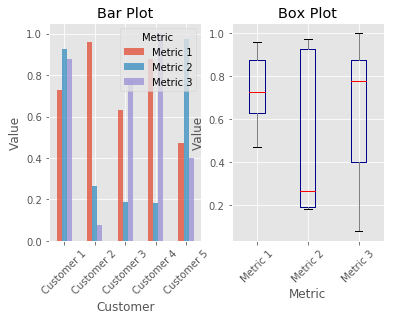 Bar Plot
Value
1.0
0.8
0.6
0.4
0.2
0.0
Metric
Metric 1
Metric 2
Metric 3
Customer 1
Customer 2
Customer 3
Customer 4
Customer 5
Customer
Box Plot
Value
1.0
0.8
0.6
0.4
0.2
Metric 1
Metric 2
Metric 3
Metric